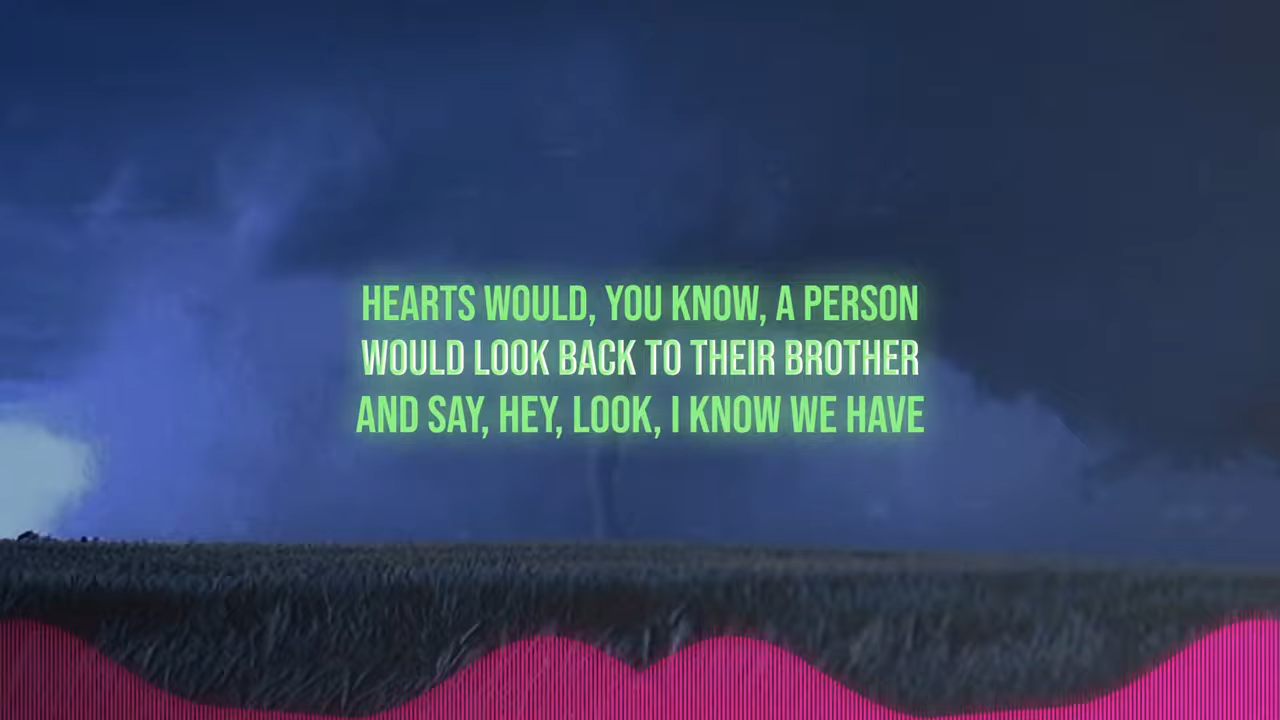 HEARTS WOULD, YOU KNOW, A PERSON
WOULD LOOK BACK TO THEIR BROTHER
AND SAY, HEY, LOOK, I KNOW WE HAVE